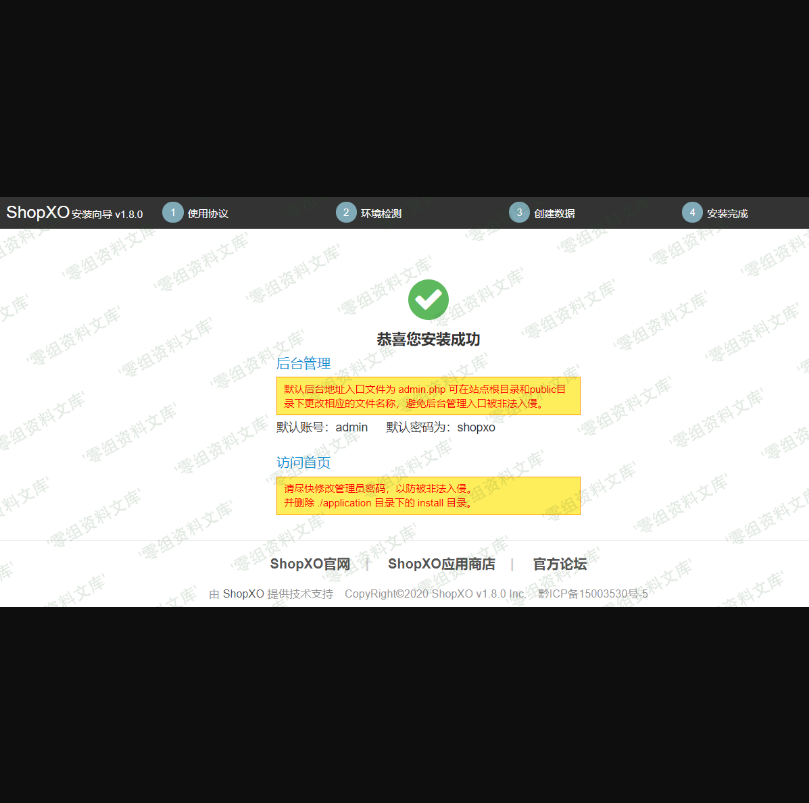 ShopXO安装向导 v1.8.0 1 使用协议 2 环境检测 3 创建数据 4 安装完成
恭喜您安装成功
后台管理
默认后台地址入口文件为 admin.php 可在站点根目录和public目
录下更改相应的文件名称，避免后台管理入口被非法入侵。
默认账号：admin 默认密码为：shopxo
访问首页
请尽快修改管理员密码，以防被非法入侵。
并删除 ./application 目录下的 install 目录。
ShopXO官网 | ShopXO应用商店 | 官方论坛
由 ShopXO 提供技术支持 CopyRight©2020 ShopXO v1.8.0 Inc. 黔ICP备15003530号-5
'零组资料文库'